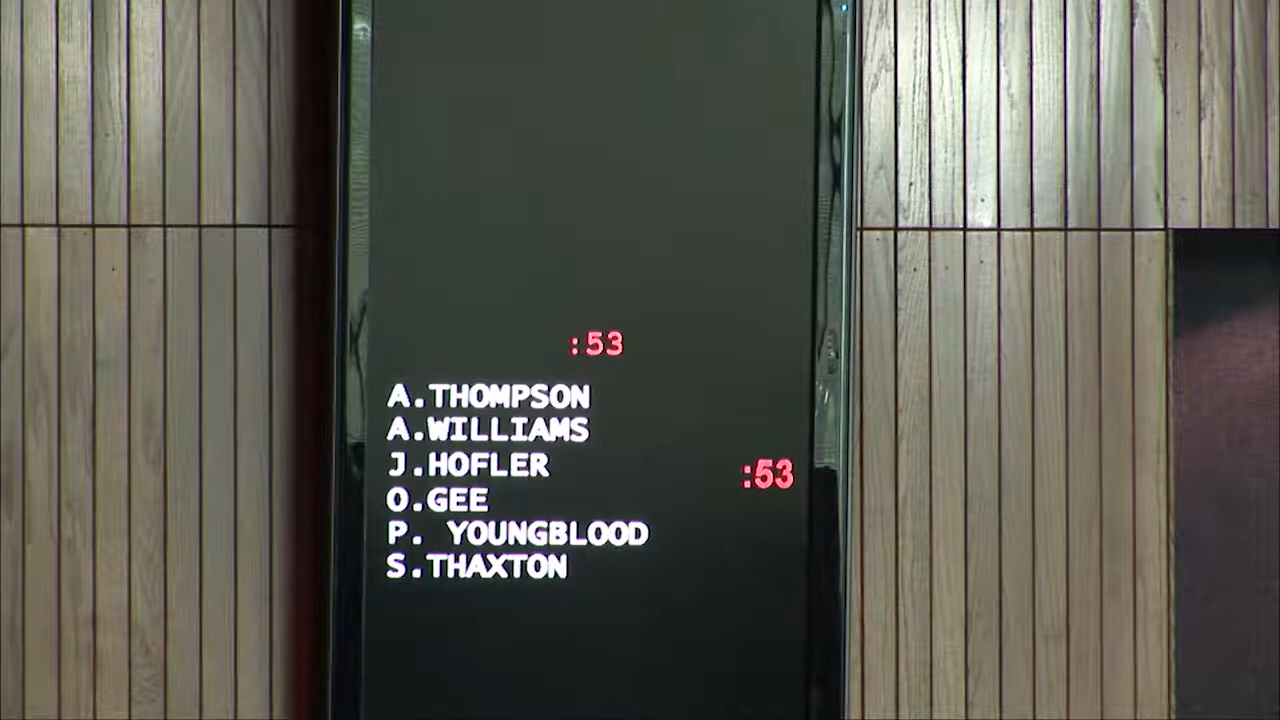 :53
A.THOMPSON
A.WILLIAMS
J.HOFLER
:53
O.GEE
P. YOUNGBLOOD
S.THAXTON